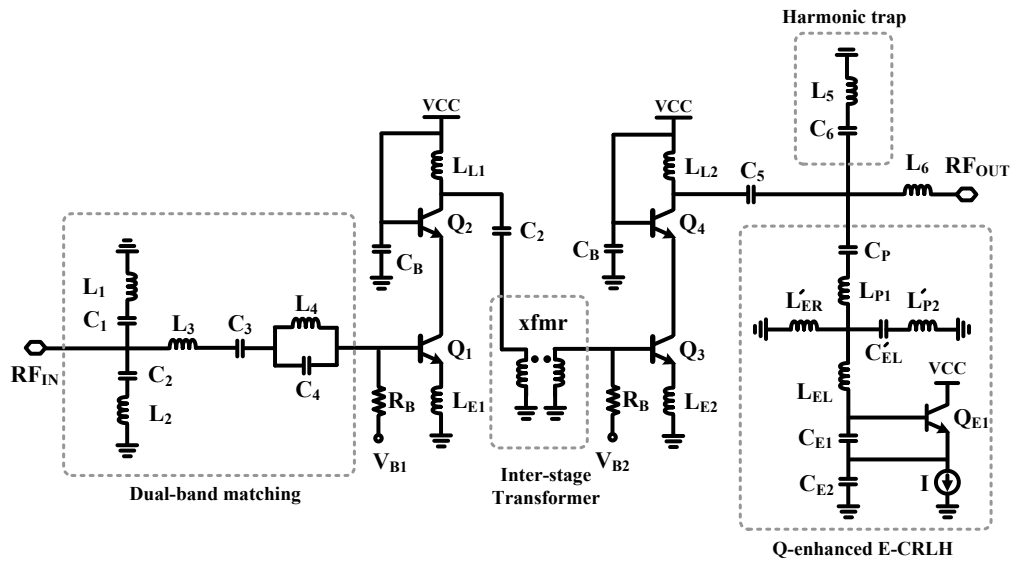 Harmonic trap
L5
C6
VCC
VCC
LL1
LL2
C5
L6
RFOUT
Q2
Q4
C2
CB
CB
CP
L1
C1
L3
C3
L4
xfmr
LP1
L′ER
L′P2
C′EL
RFIN
C2
L2
C4
Q1
Q3
RB
LE1
RB
LE2
LEL
VCC
QE1
CE1
CE2
I
VB1
VB2
Dual-band matching
Inter-stage
Transformer
Q-enhanced E-CRLH